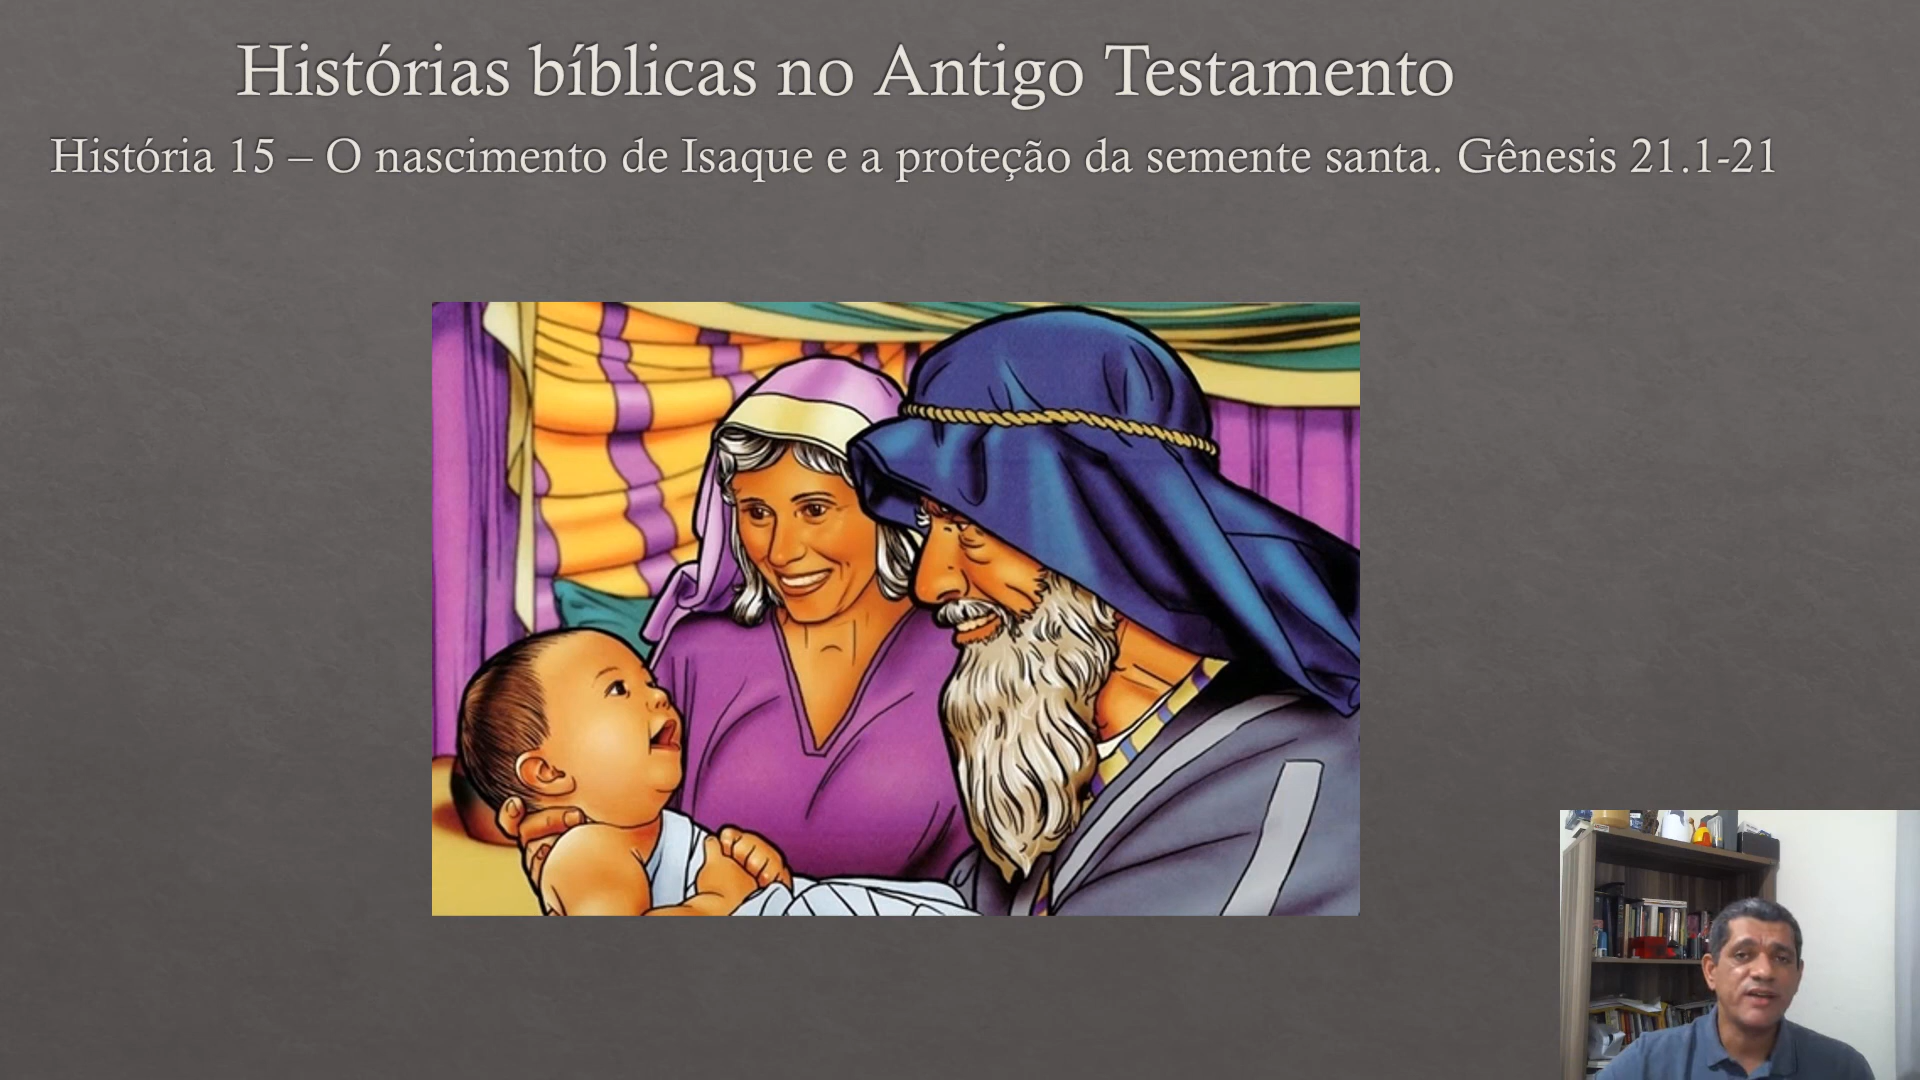 Histórias bíblicas no Antigo Testamento
História 15 – O nascimento de Isaque e a proteção da semente santa. Gênesis 21.1-21